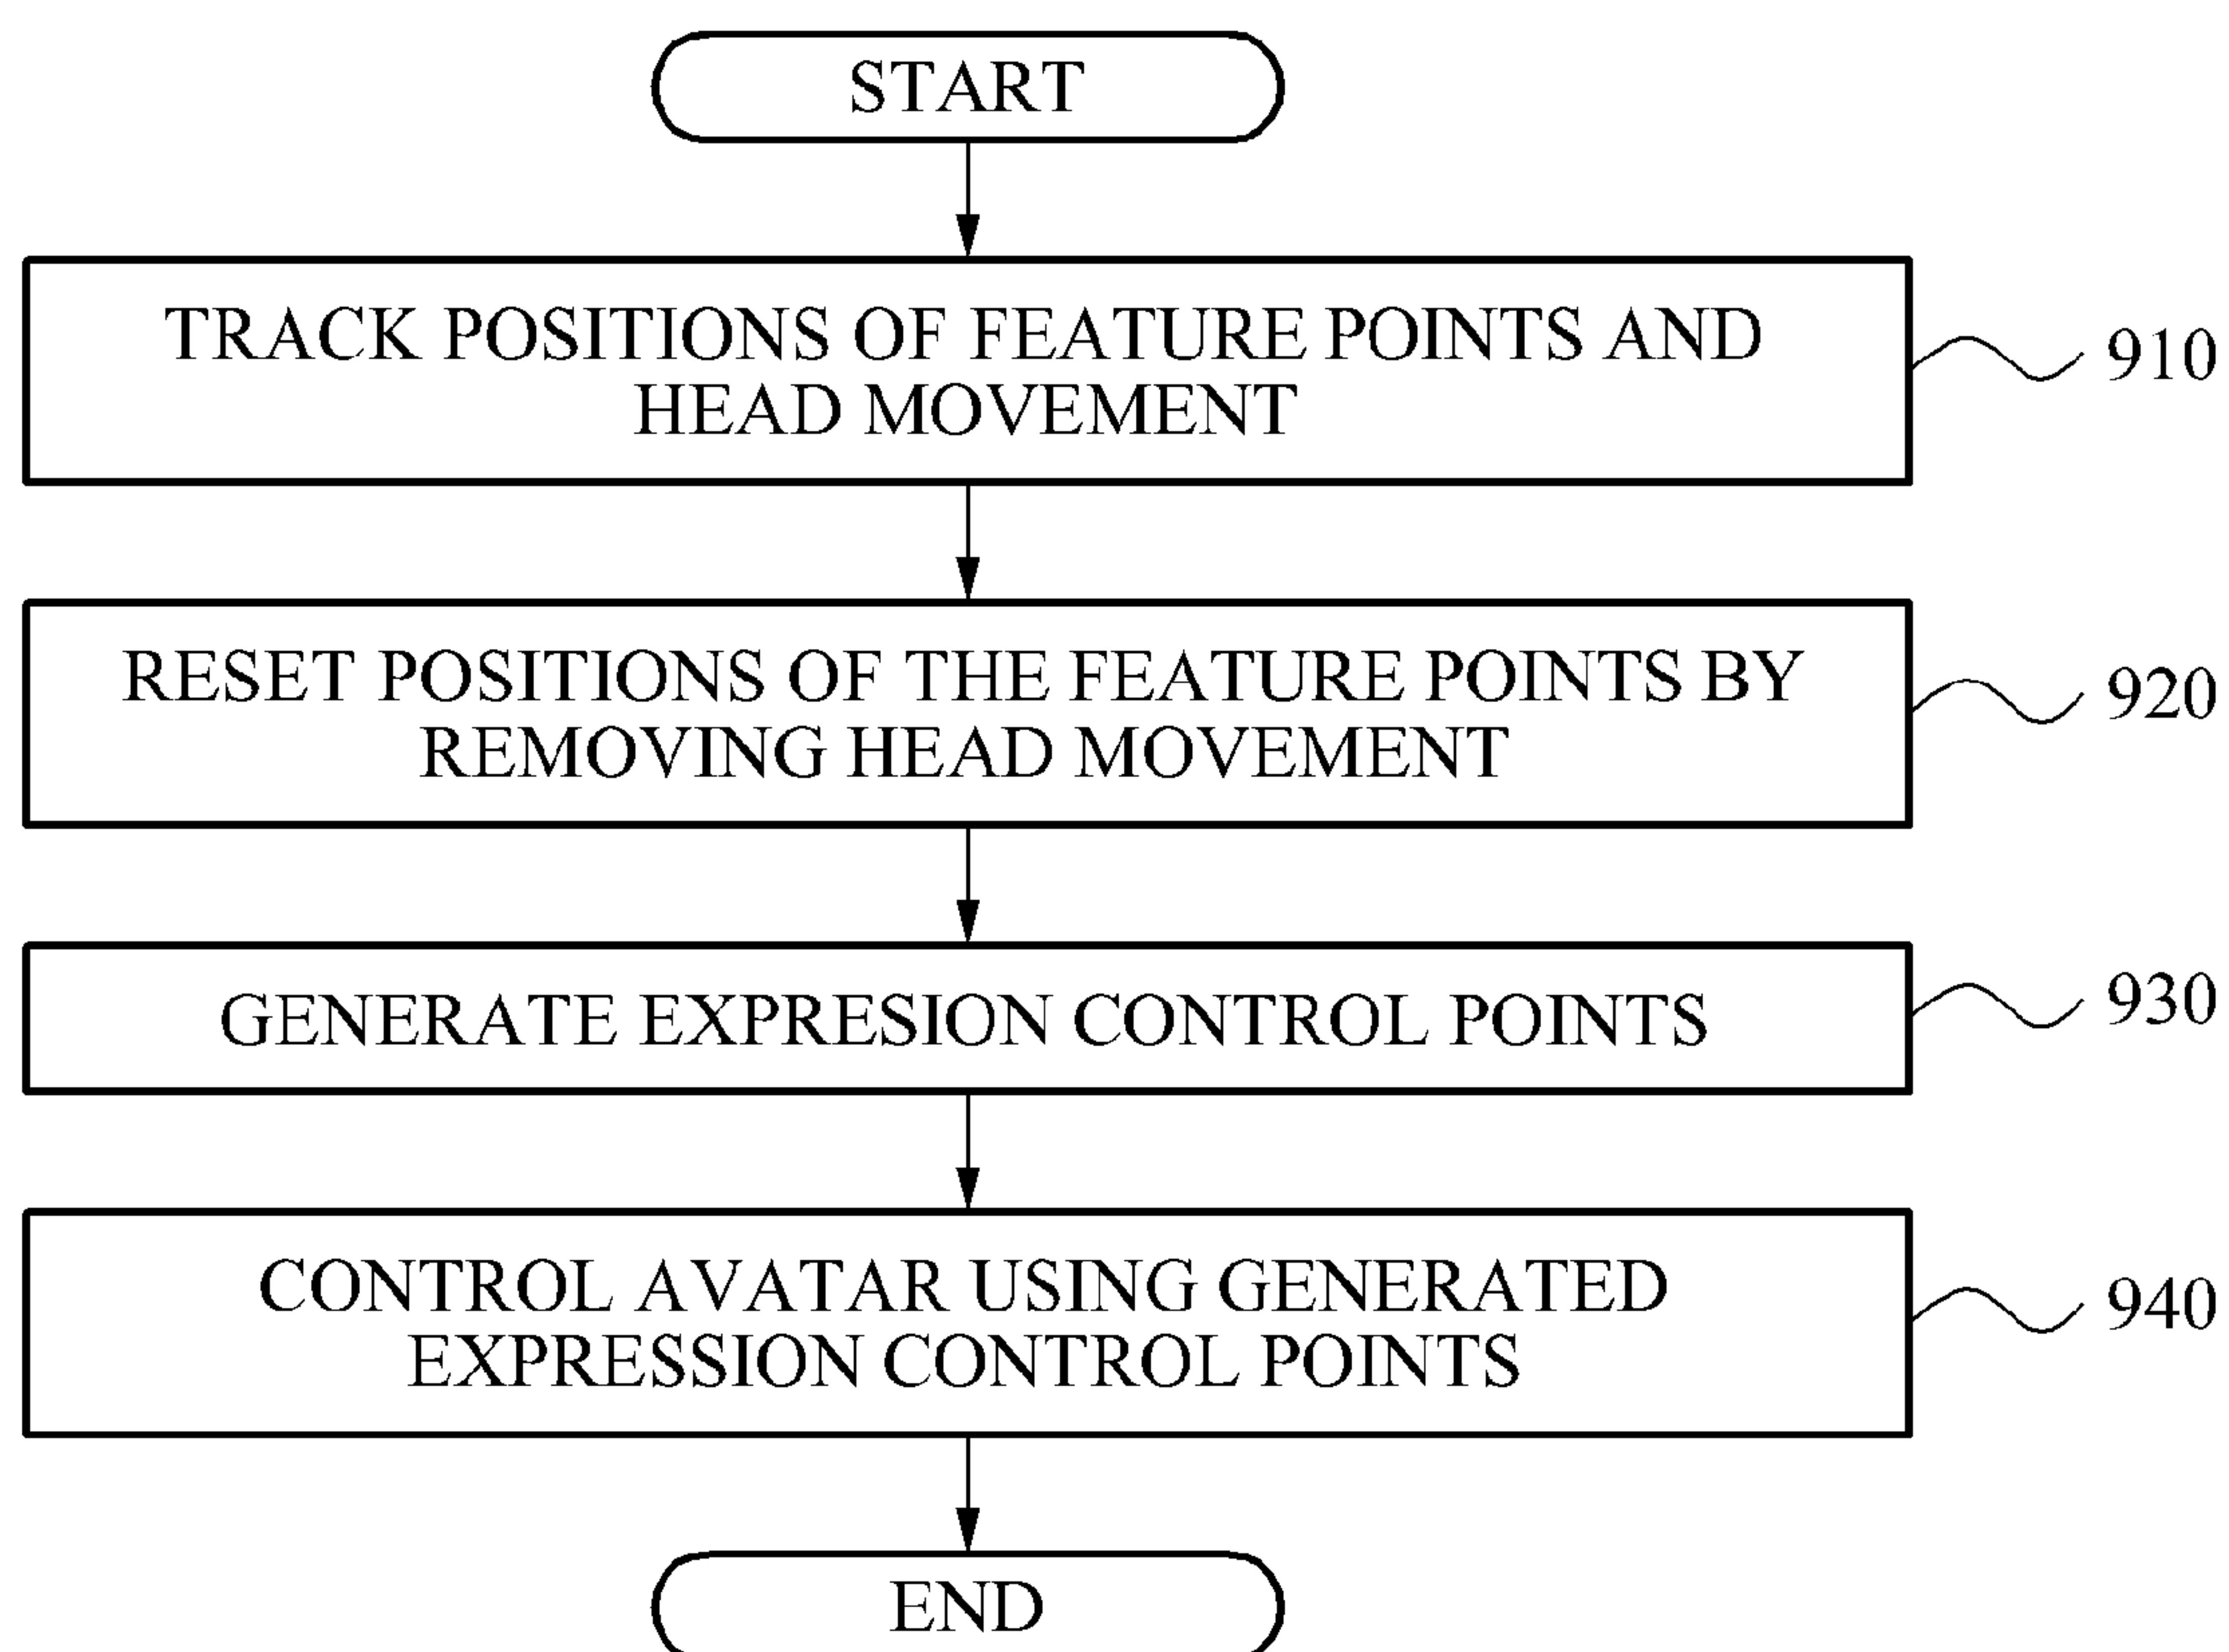 START
TRACK POSITIONS OF FEATURE POINTS AND
HEAD MOVEMENT
910
RESET POSITIONS OF THE FEATURE POINTS BY
REMOVING HEAD MOVEMENT
920
GENERATE EXPRESION CONTROL POINTS
930
CONTROL AVATAR USING GENERATED
EXPRESSION CONTROL POINTS
940
END